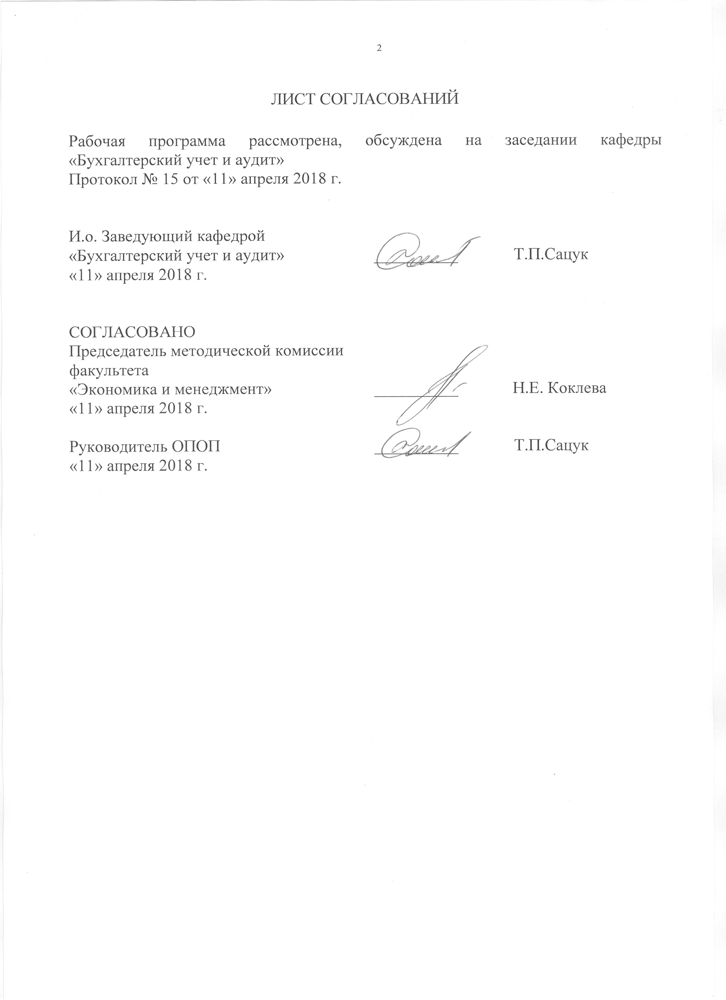 2
ЛИСТ СОГЛАСОВАНИЙ
Рабочая программа рассмотрена, обсуждена на заседании кафедры
«Бухгалтерский учет и аудит»
Протокол № 15 от «11» апреля 2018 г.
И.о. Заведующий кафедрой
«Бухгалтерский учет и аудит» Т.П.Сацук
«11» апреля 2018 г.
СОГЛАСОВАНО
Председатель методической комиссии
факультета
«Экономика и менеджмент» Н.Е. Коклева
«11» апреля 2018 г.
Руководитель ОПОП Т.П.Сацук
«11» апреля 2018 г.